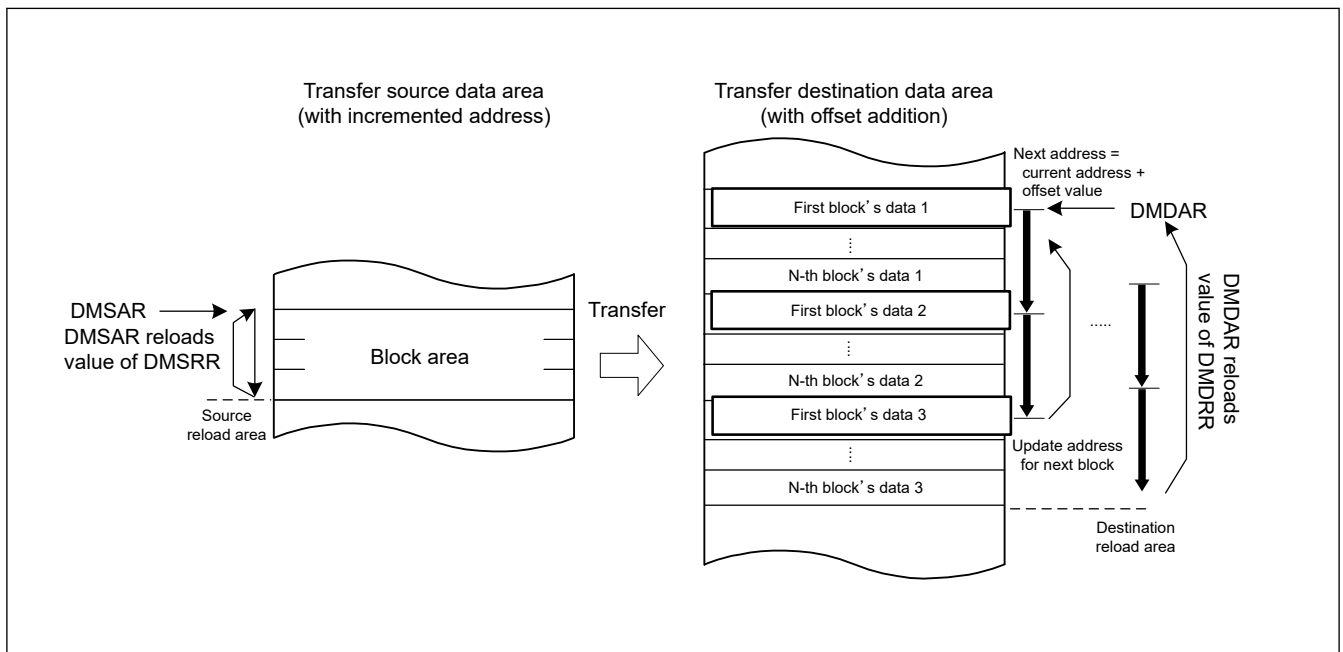 Transfer source data area
(with incremented address)
DMSAR
DMSAR reloads
value of DMSRR
Source
reload area
Block area
Transfer
Transfer destination data area
(with offset addition)
First block’s data 1
⋮
N-th block’s data 1
First block’s data 2
⋮
N-th block’s data 2
First block’s data 3
⋮
N-th block’s data 3
Next address =
current address +
offset value
DMDAR
.....
Update address
for next block
DMDAR reloads
value of DMDRR
Destination
reload area